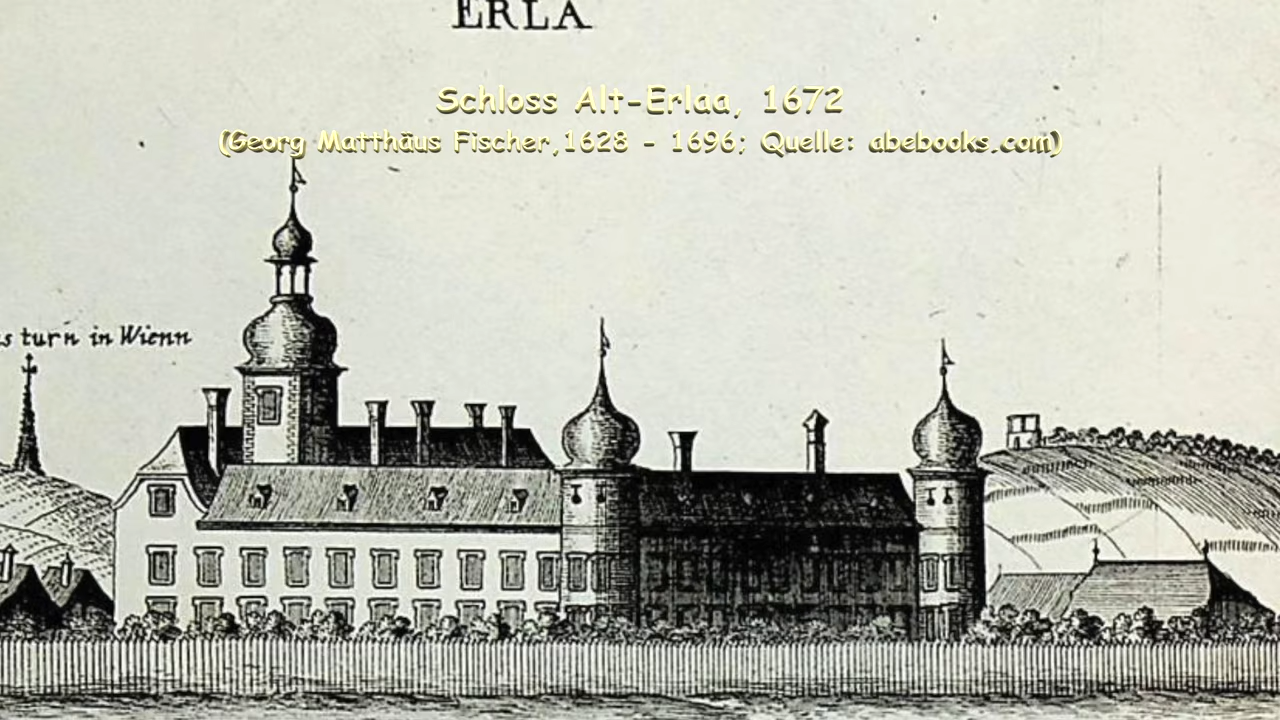 ERLA
Schloss Alt-Erlaa, 1672
(Georg Matthäus Fischer,1628 - 1696; Quelle: abebooks.com)
turn in Wienn